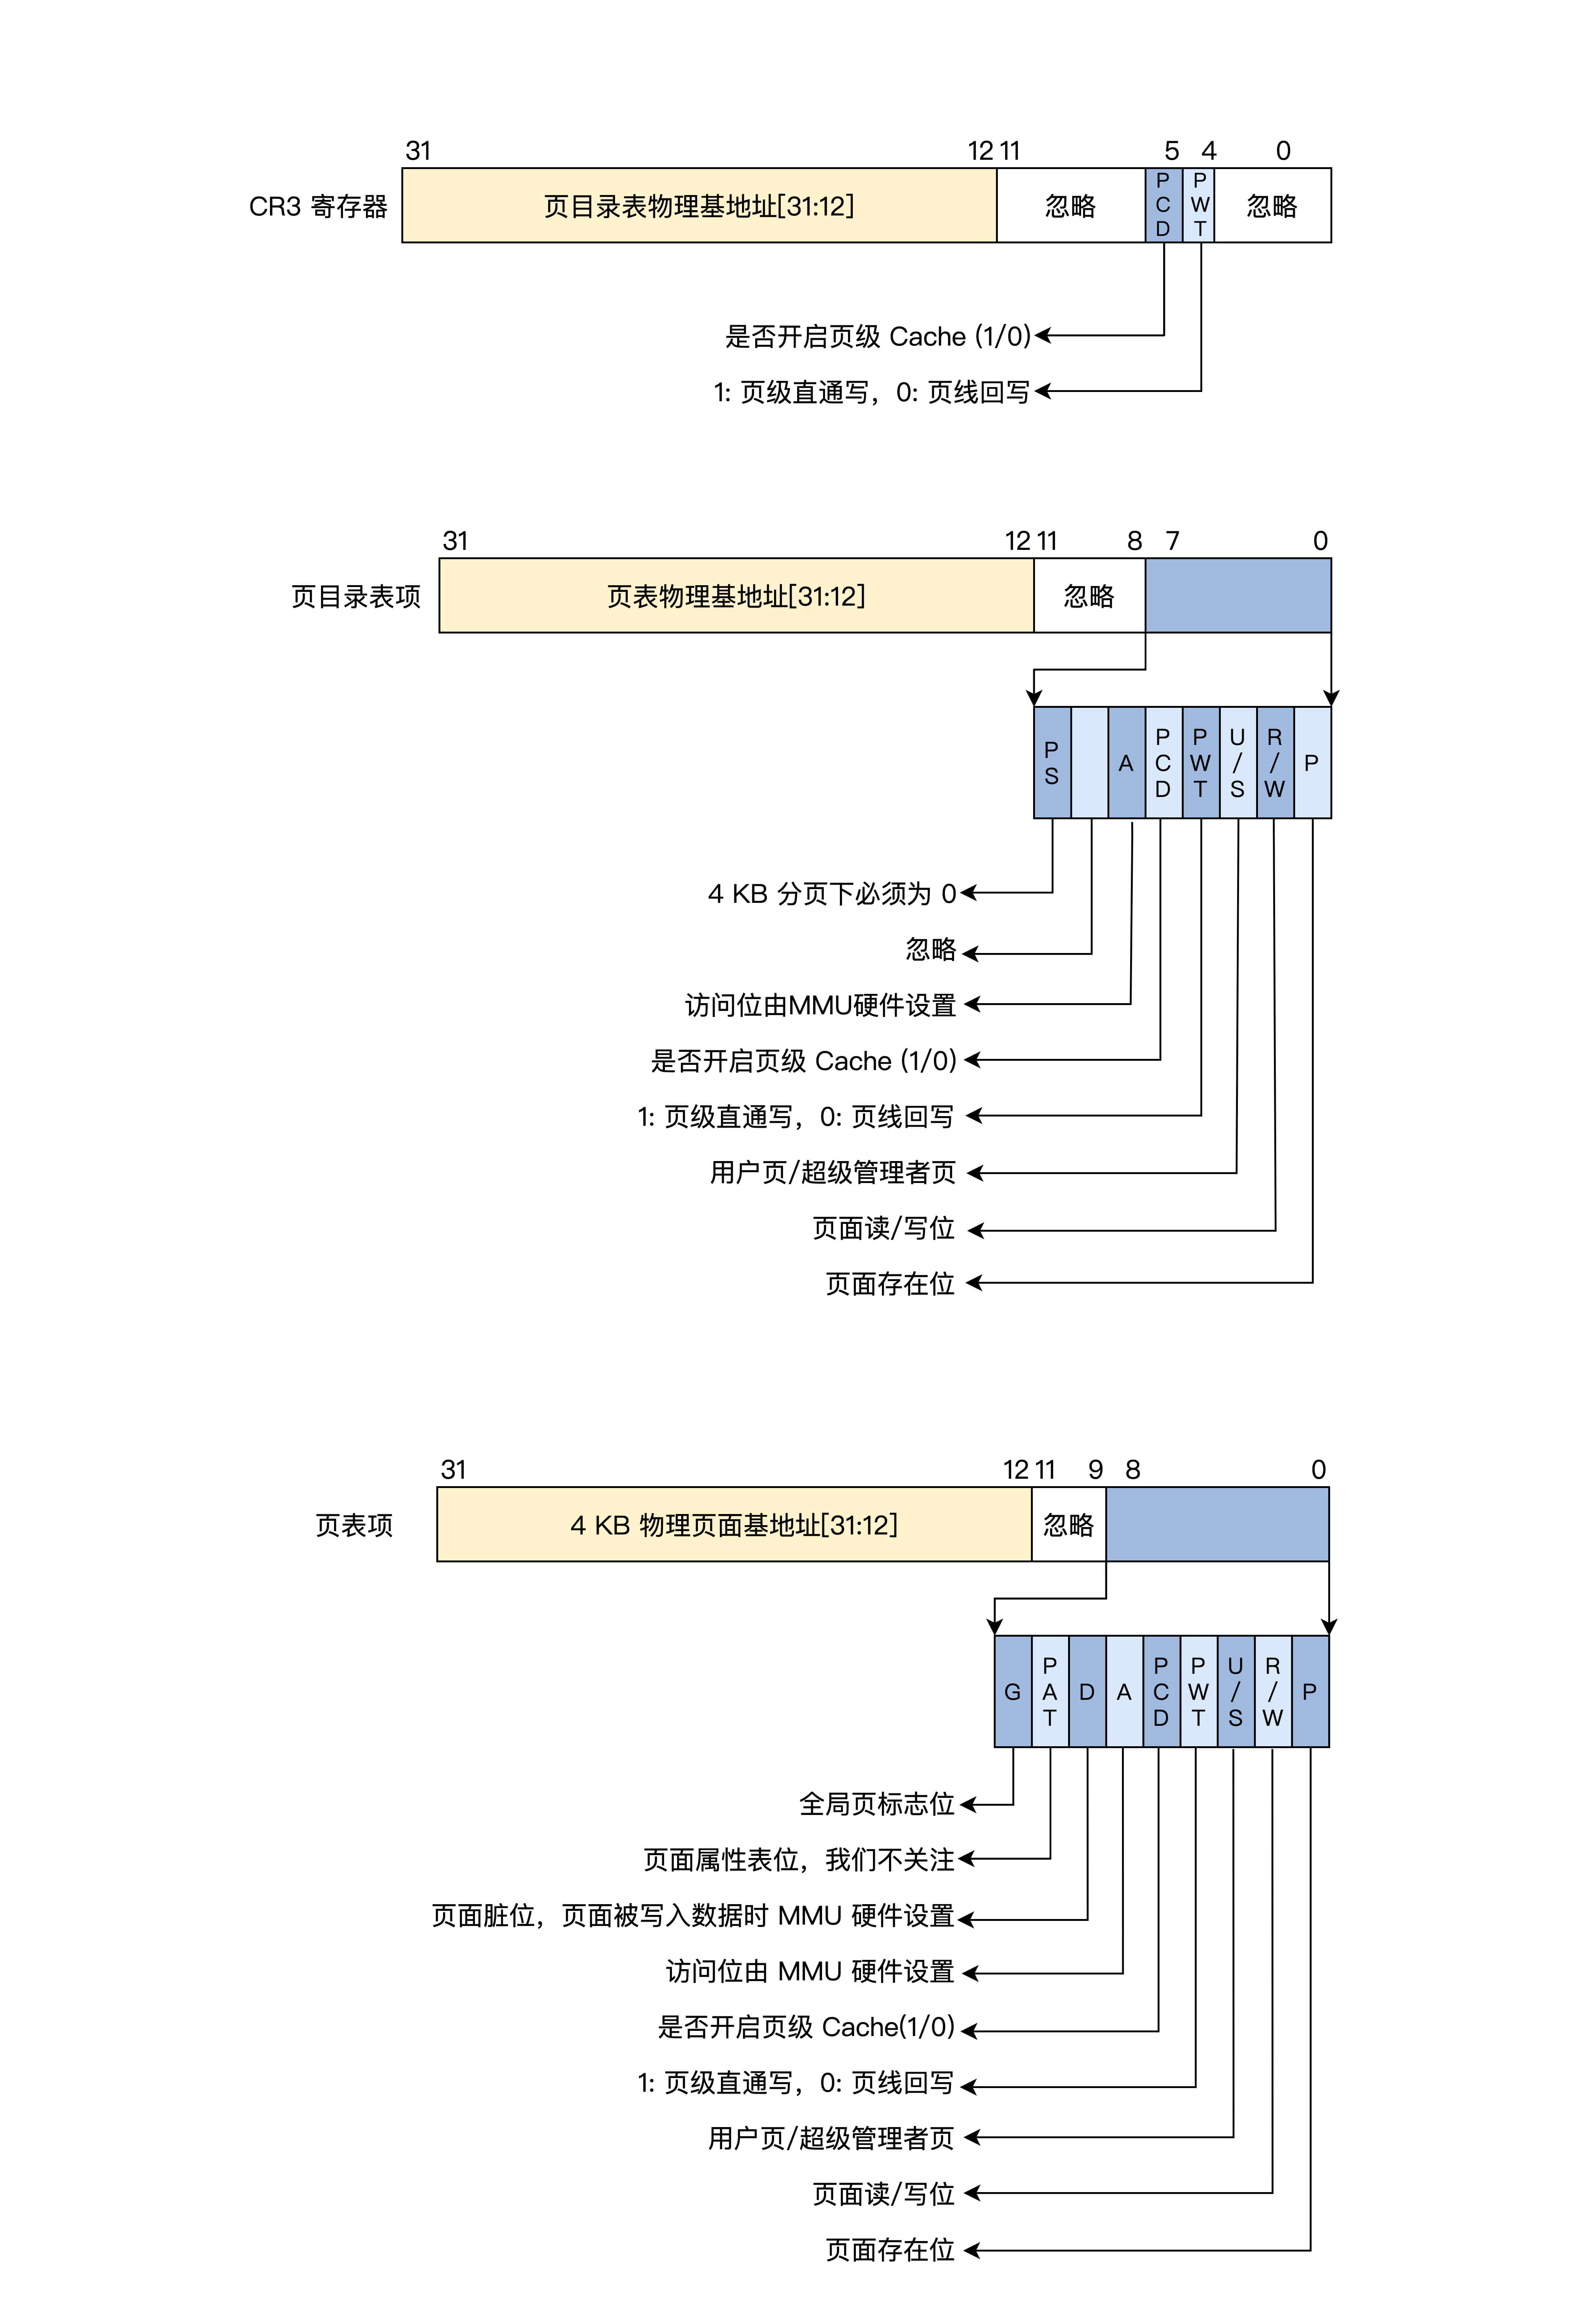 31 12 11 5 4 0
CR3 寄存器 页目录表物理基地址[31:12] 忽略 PCD PWT 忽略
是否开启页级 Cache (1/0)
1: 页级直通写，0: 页线回写
31 12 11 8 7 0
页目录表项 页表物理基地址[31:12] 忽略
PS A PCD PWT U/S R/W P
4 KB 分页下必须为 0
忽略
访问位由MMU硬件设置
是否开启页级 Cache (1/0)
1: 页级直通写，0: 页线回写
用户页/超级管理者页
页面读/写位
页面存在位
31 12 11 9 8 0
页表项 4 KB 物理页面基地址[31:12] 忽略
G PAT D A PCD PWT U/S R/W P
全局页标志位
页面属性表位，我们不关注
页面脏位，页面被写入数据时 MMU 硬件设置
访问位由 MMU 硬件设置
是否开启页级 Cache(1/0)
1: 页级直通写，0: 页线回写
用户页/超级管理者页
页面读/写位
页面存在位